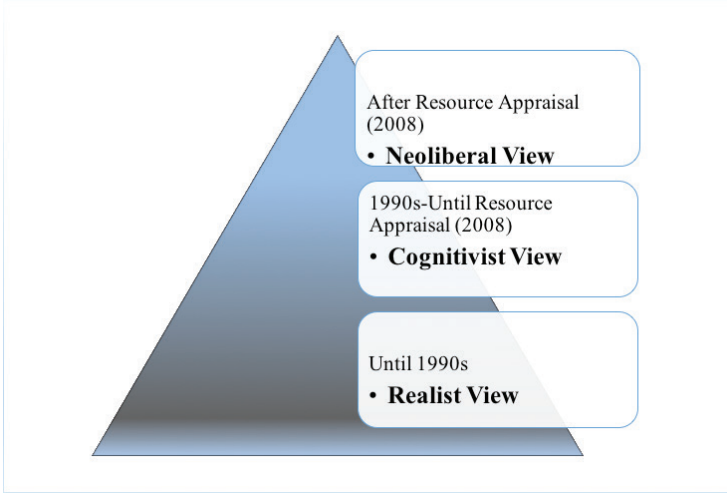 After Resource Appraisal
(2008)
• Neoliberal View
1990s-Until Resource
Appraisal (2008)
• Cognitivist View
Until 1990s
• Realist View